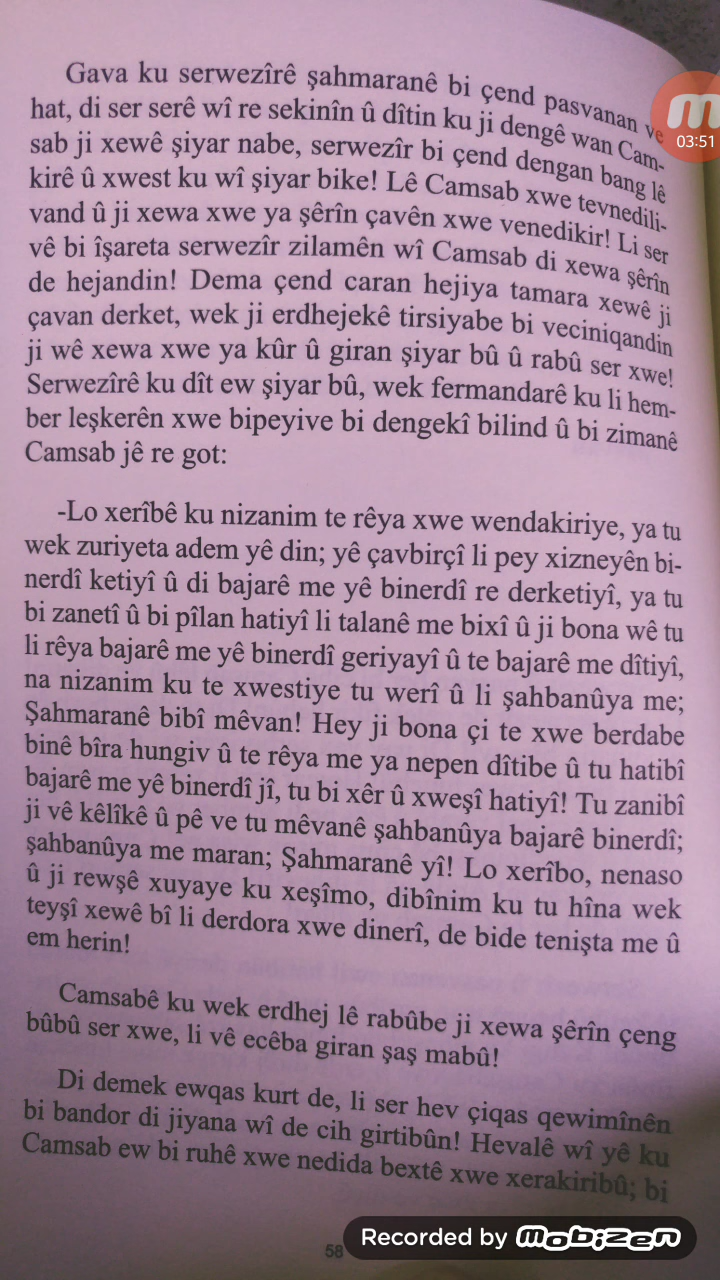 Gava ku serwezîrê şahmaranê bi çend pasvanan ve
hat, di ser serê wî re sekinîn û dîtin ku ji dengê wan Cam-
sab ji xewê şiyar nabe, serwezîr bi çend dengan bang lê
kirê û xwest ku wî şiyar bike! Lê Camsab xwe tevnedili-
vand û ji xewa xwe ya şêrîn çavên xwe venedikir! Li ser
vê bi îşareta serwezîr zilamên wî Camsab di xewa şêrîn
de hejandin! Dema çend caran hejiya tamara xewê ji
çavan derket, wek ji erdhejekê tirsiyabe bi veciniqandin
ji wê xewa xwe ya kûr û giran şiyar bû û rabû ser xwe!
Serwezîrê ku dît ew şiyar bû, wek fermandarê ku li hem-
ber leşkerên xwe bipeyive bi dengekî bilind û bi zimanê
Camsab jê re got:
-Lo xerîbê ku nizanim te rêya xwe wendakiriye, ya tu
wek zuriyeta adem yê din; yê çavbirçî li pey xizneyên bi-
nerdî ketiyî û di bajarê me yê binerdî re derketiyî, ya tu
bi zanetî û bi pîlan hatiyî li talanê me bixî û ji bona wê tu
li rêya bajarê me yê binerdî geriyayî û te bajarê me dîtiyî,
na nizanim ku te xwestiye tu werî û li şahbanûya me;
Şahmaranê bibî mêvan! Hey ji bona çi te xwe berdabe
binê bîra hungiv û te rêya me ya nepen dîtibe û tu hatibî
bajarê me yê binerdî jî, tu bi xêr û xweşî hatiyî! Tu zanibî
ji vê kêlîkê û pê ve tu mêvanê şahbanûya bajarê binerdî;
şahbanûya me maran; Şahmaranê yî! Lo xerîbo, nenaso
û ji rewşê xuyaye ku xeşîmo, dibînim ku tu hîna wek
teyşî xewê bî li derdora xwe dinerî, de bide tenişta me û
em herin!
Camsabê ku wek erdhej lê rabûbe ji xewa şêrîn çeng
bûbû ser xwe, li vê ecêba giran şaş mabû!
Di demek ewqas kurt de, li ser hev çiqas qewimînên
bi bandor di jiyana wî de cih girtibûn! Hevalê wî yê ku
Camsab ew bi ruhê xwe nedida bextê xwe xerakiribû; bi
58
03:51
Recorded by mobizen